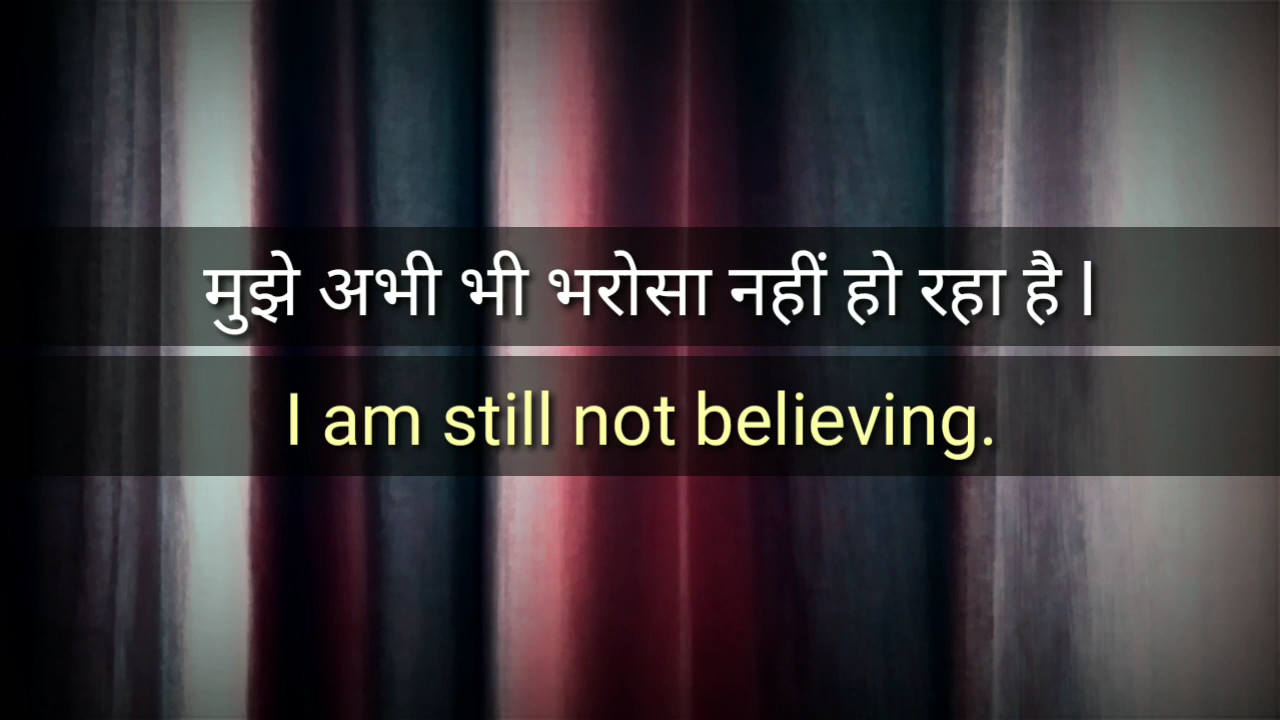 मुझे अभी भी भरोसा नहीं हो रहा है l
I am still not believing.